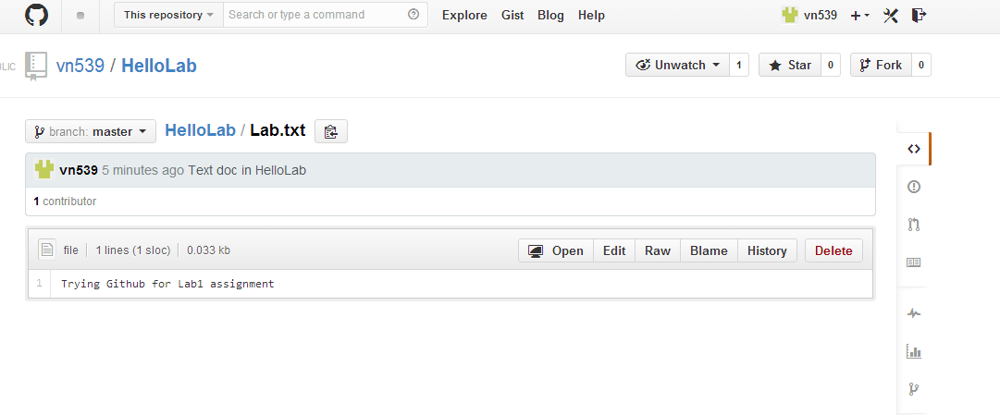 This repository Search or type a command Explore Gist Blog Help vn539
LIC vn539 / HelloLab Unwatch 1 Star 0 Fork 0
branch: master HelloLab / Lab.txt
vn539 5 minutes ago Text doc in HelloLab
1 contributor
file 1 lines (1 sloc) 0.033 kb Open Edit Raw Blame History Delete
1 Trying Github for Lab1 assignment